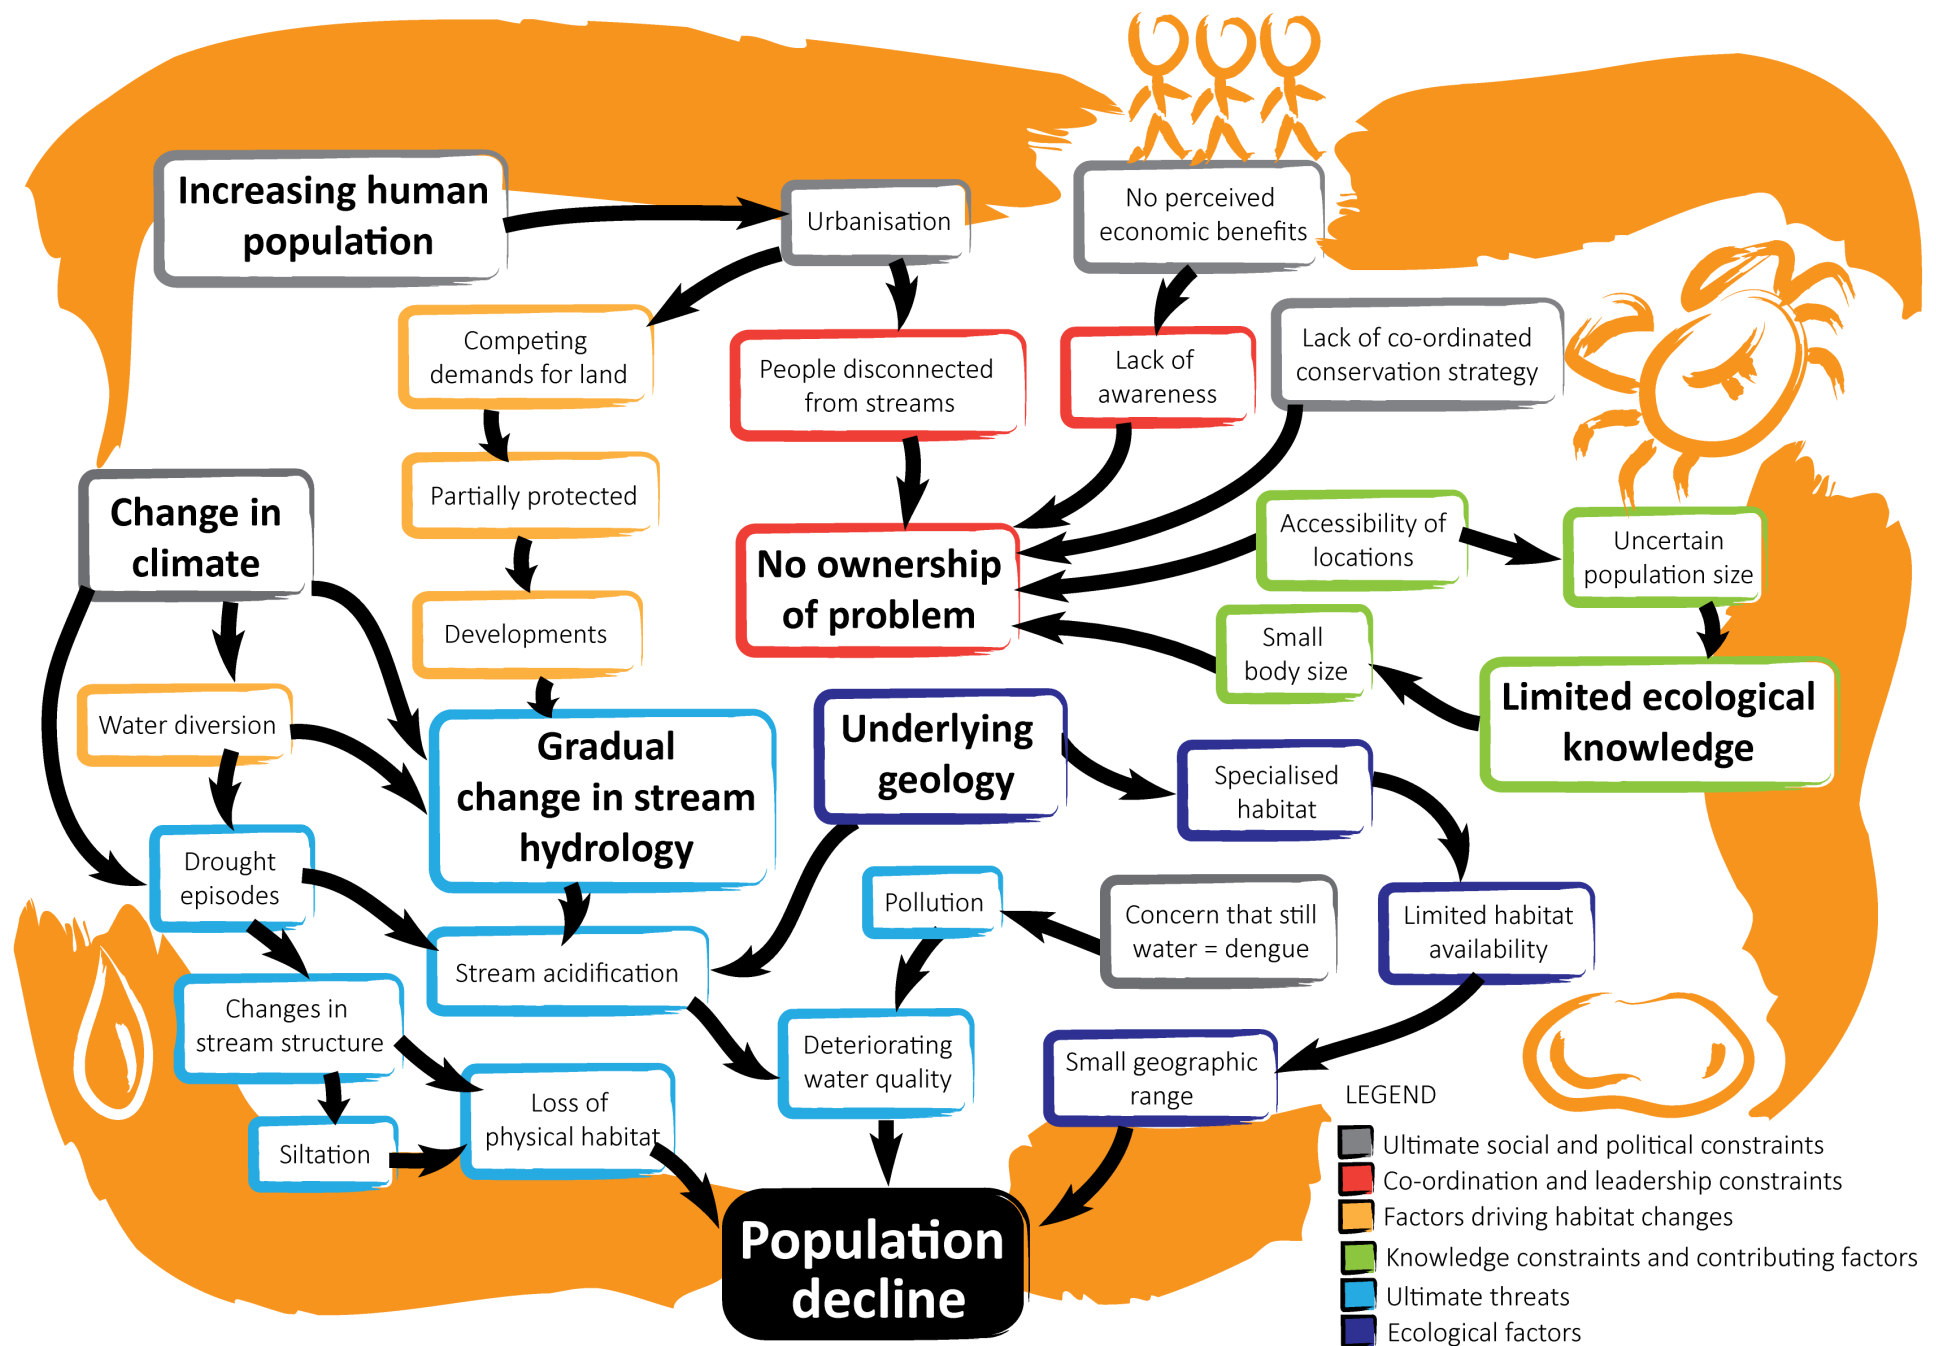 Increasing human
population
Urbanisation
No perceived
economic benefits
Competing
demands for land
People disconnected
from streams
Lack of
awareness
Lack of co-ordinated
conservation strategy
Partially protected
Change in
climate
No ownership
of problem
Accessibility of
locations
Uncertain
population size
Developments
Small
body size
Limited ecological
knowledge
Water diversion
Gradual
change in stream
hydrology
Underlying
geology
Specialised
habitat
Drought
episodes
Pollution
Concern that still
water = dengue
Limited habitat
availability
Stream acidification
Changes in
stream structure
Deteriorating
water quality
Small geographic
range
Loss of
physical habitat
Siltation
Population
decline
LEGEND
Ultimate social and political constraints
Co-ordination and leadership constraints
Factors driving habitat changes
Knowledge constraints and contributing factors
Ultimate threats
Ecological factors